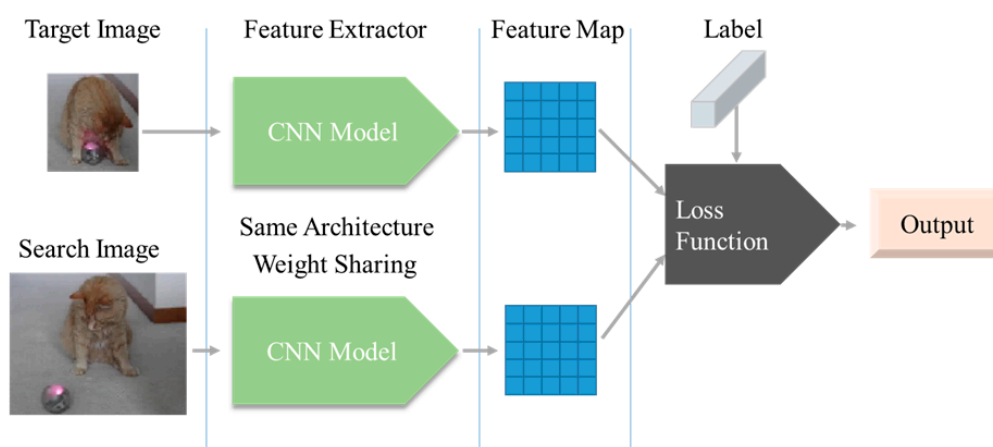 Target Image
Feature Extractor
Feature Map
Label
CNN Model
Loss
Function
Output
Search Image
Same Architecture
Weight Sharing
CNN Model